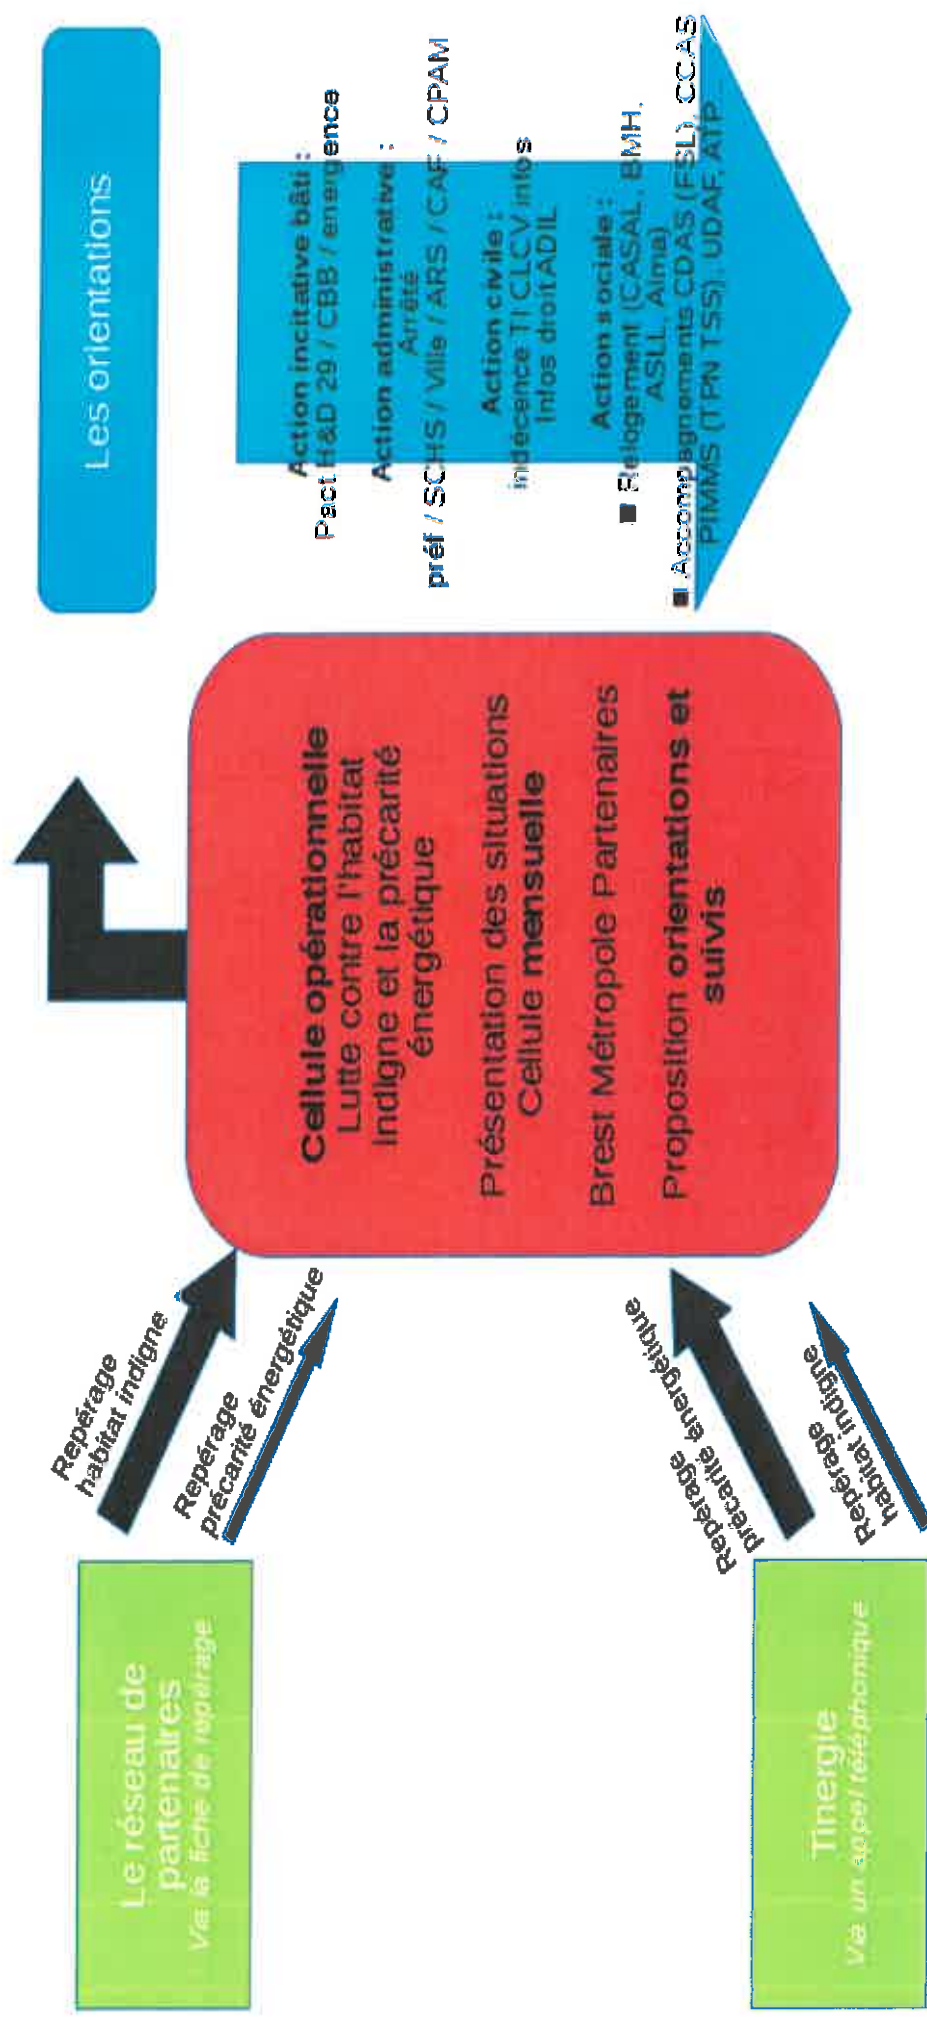 Le réseau de
partenaires
Via la fiche de repérage
Tinergie
Via un appel téléphonique
Repérage
habitat indigne
Repérage
précarité énergétique
Repérage
précarité énergétique
Repérage
habitat indigne
Cellule opérationnelle
Lutte contre l'habitat
Indigne et la précarité
énergétique
Présentation des situations
Cellule mensuelle
Brest Métropole Partenaires
Proposition orientations et
suivis
Les orientations
Action incitative bâti :
Pact H&D 29 / CBB / energence
Action administrative :
Arrêté
préf / SCHS / Ville / ARS / CAF / CPAM
Action civile :
indécence TI CLCV infos
Infos droit ADIL
Action sociale :
■ Relogement (CASAL, BMH,
ASLL, Aima)
■ Accompagnements CDAS (FSL), CCAS
PIMMS (TPN TSS), UDAF, ATP